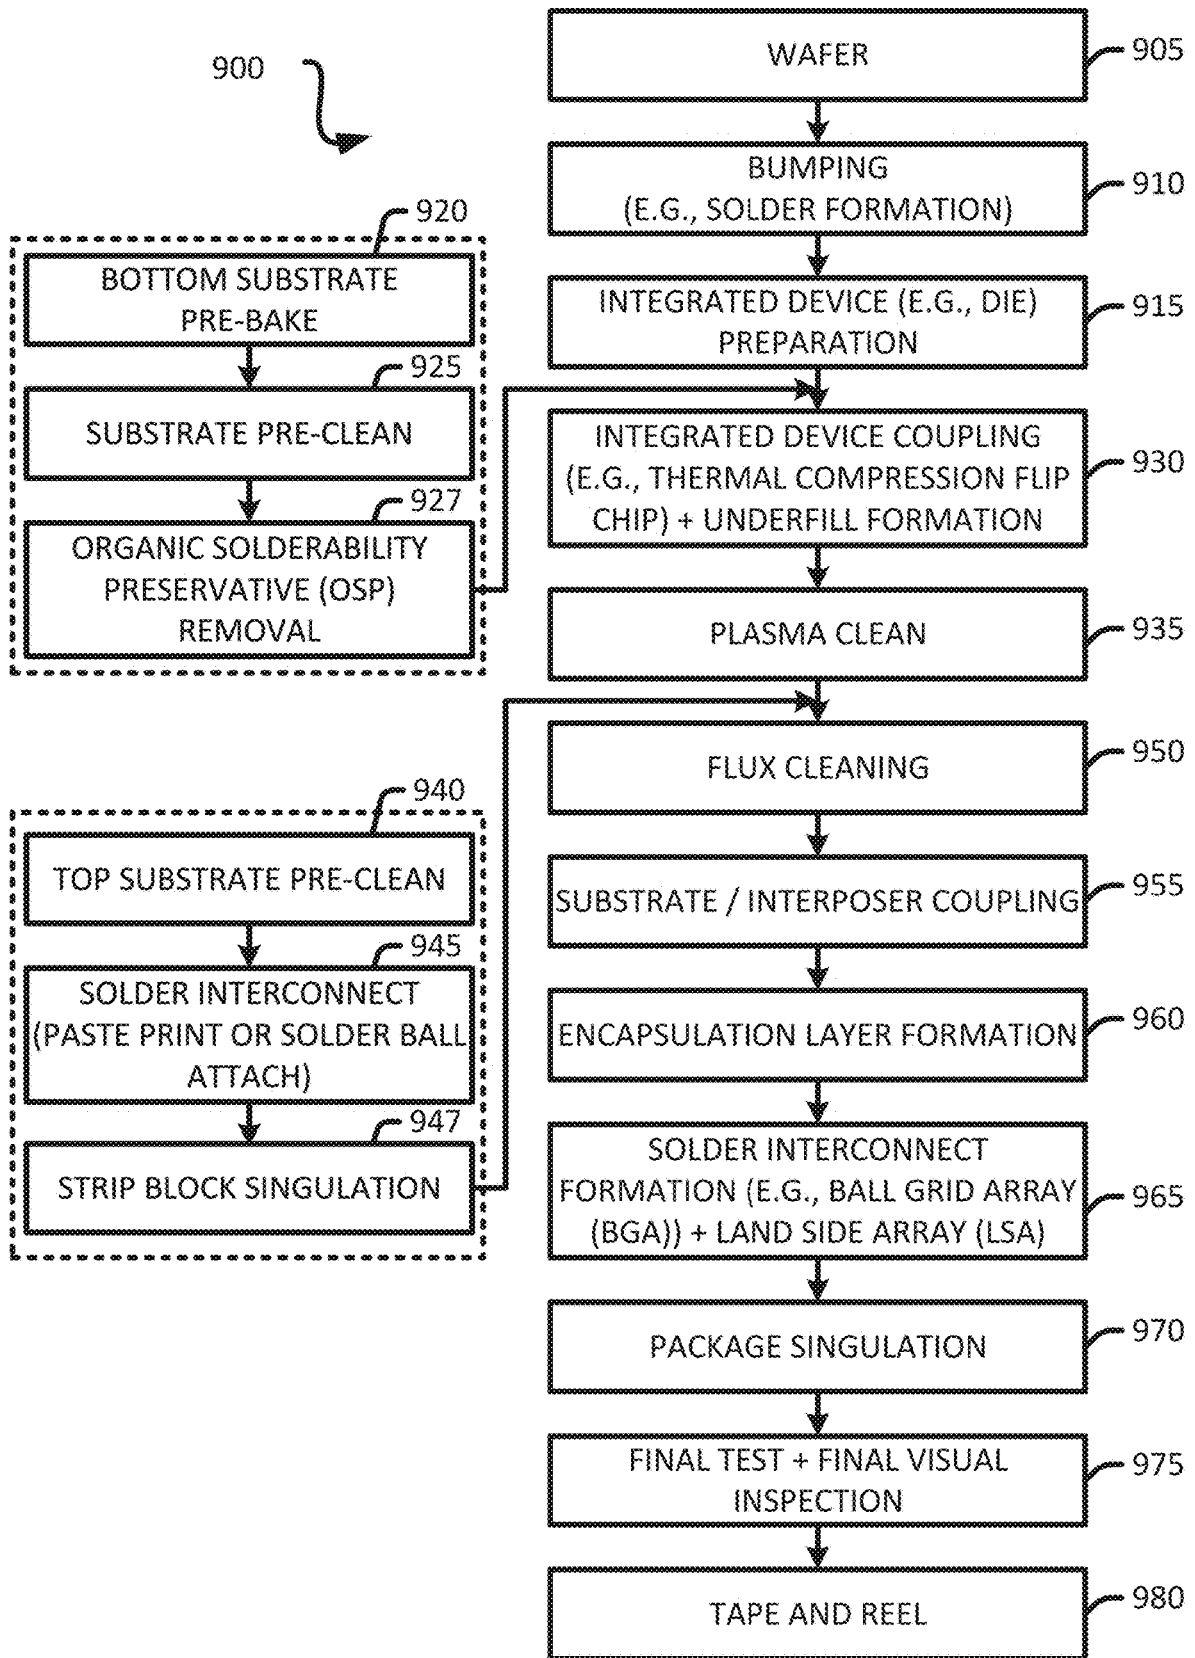 900
WAFER
905
BUMPING
(E.G., SOLDER FORMATION)
910
INTEGRATED DEVICE (E.G., DIE)
PREPARATION
915
920
BOTTOM SUBSTRATE
PRE-BAKE
925
SUBSTRATE PRE-CLEAN
927
ORGANIC SOLDERABILITY
PRESERVATIVE (OSP)
REMOVAL
INTEGRATED DEVICE COUPLING
(E.G., THERMAL COMPRESSION FLIP
CHIP) + UNDERFILL FORMATION
930
PLASMA CLEAN
935
940
TOP SUBSTRATE PRE-CLEAN
945
SOLDER INTERCONNECT
(PASTE PRINT OR SOLDER BALL
ATTACH)
947
STRIP BLOCK SINGULATION
FLUX CLEANING
950
SUBSTRATE / INTERPOSER COUPLING
955
ENCAPSULATION LAYER FORMATION
960
SOLDER INTERCONNECT
FORMATION (E.G., BALL GRID ARRAY
(BGA)) + LAND SIDE ARRAY (LSA)
965
PACKAGE SINGULATION
970
FINAL TEST + FINAL VISUAL
INSPECTION
975
TAPE AND REEL
980